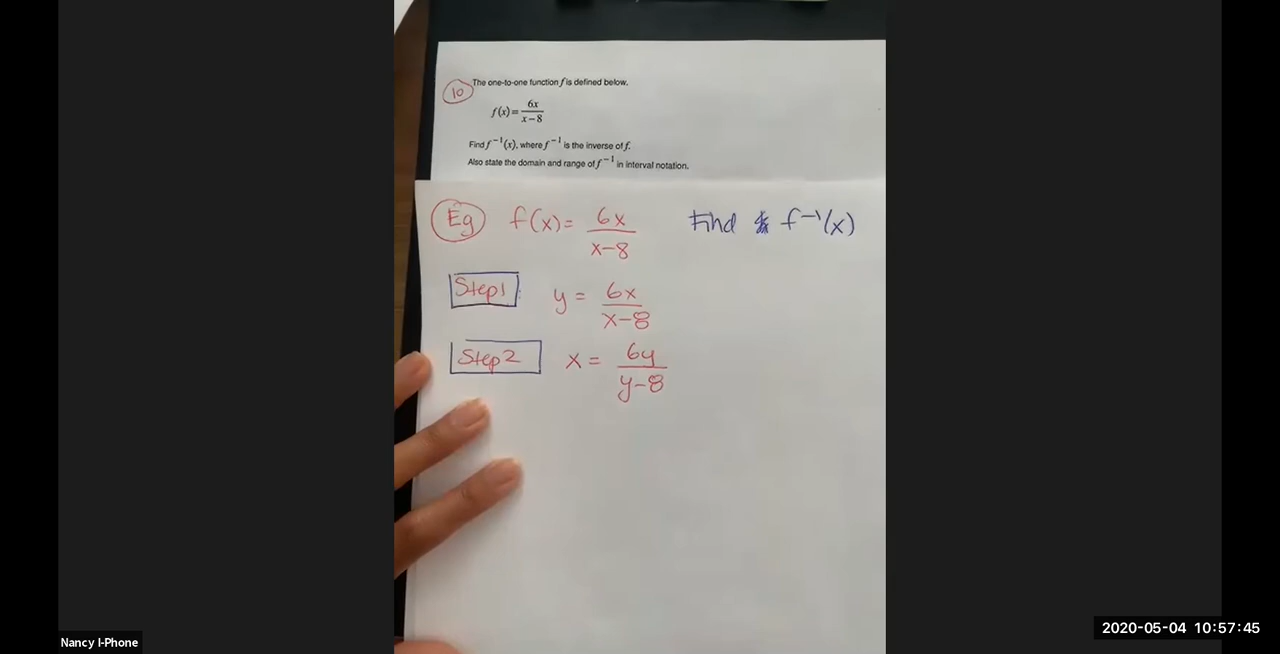 10 The one-to-one function f is defined below.
f(x) = 6x / x − 8
Find f⁻¹(x), where f⁻¹ is the inverse of f.
Also state the domain and range of f⁻¹ in interval notation.
Eg f(x) = 6x / x−8 Find f⁻¹(x)
Step1 y = 6x / x−8
Step2 x = 6y / y−8
Nancy I-Phone
2020-05-04 10:57:45